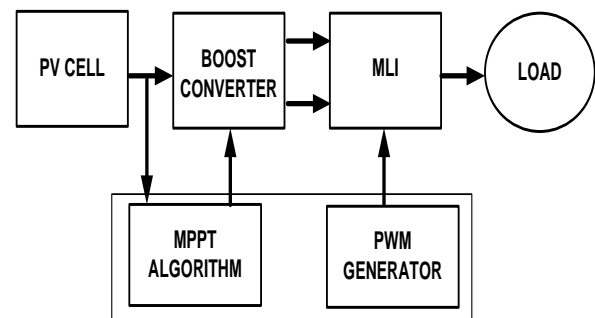 PV CELL
BOOST
CONVERTER
MLI
LOAD
MPPT
ALGORITHM
PWM
GENERATOR